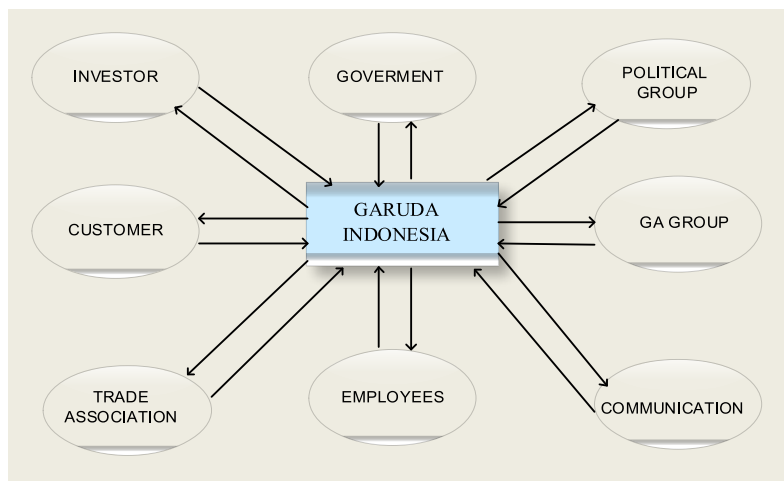 INVESTOR
GOVERMENT
POLITICAL
GROUP
CUSTOMER
GARUDA
INDONESIA
GA GROUP
TRADE
ASSOCIATION
EMPLOYEES
COMMUNICATION